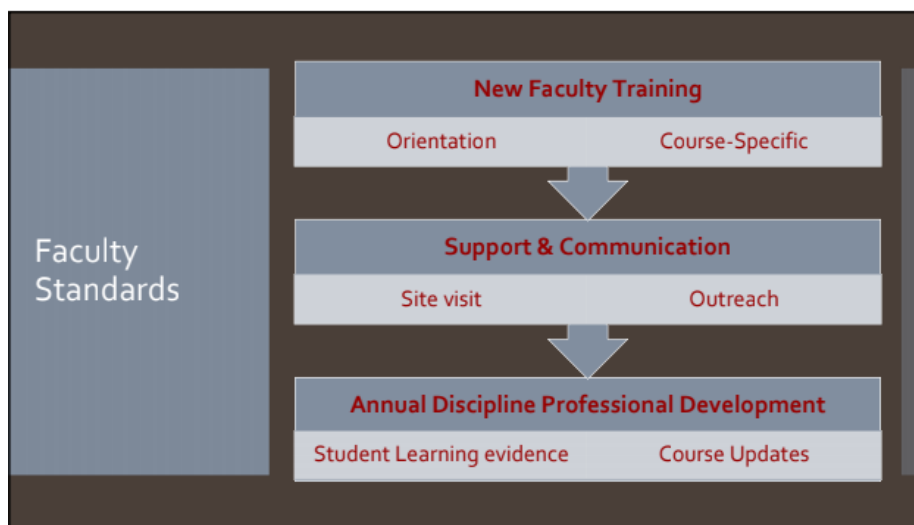 Faculty
Standards
New Faculty Training
Orientation
Course-Specific
Support & Communication
Site visit
Outreach
Annual Discipline Professional Development
Student Learning evidence
Course Updates